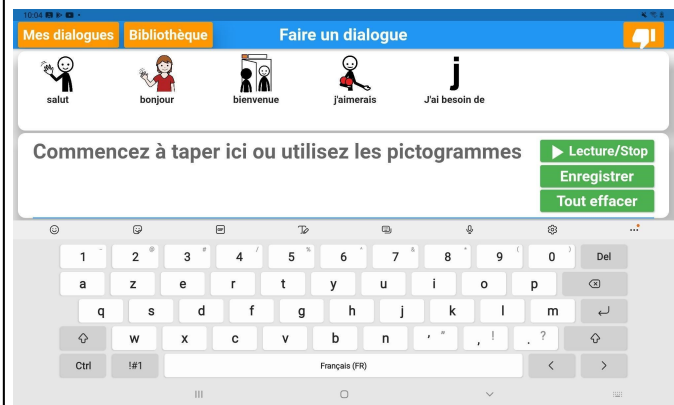 10:04
Mes dialogues Bibliothèque Faire un dialogue
salut bonjour bienvenue j'aimerais J'ai besoin de
j
Commencez à taper ici ou utilisez les pictogrammes
Lecture/Stop
Enregistrer
Tout effacer
1 2 @ 3 # 4 / 5 % 6 ^ 7 & 8 * 9 ( 0 ) Del
a z e r t y u i o p
q s d f g h j k l m
w x c v b n ' " , ! . ?
Ctrl !#1 Français (FR) < >